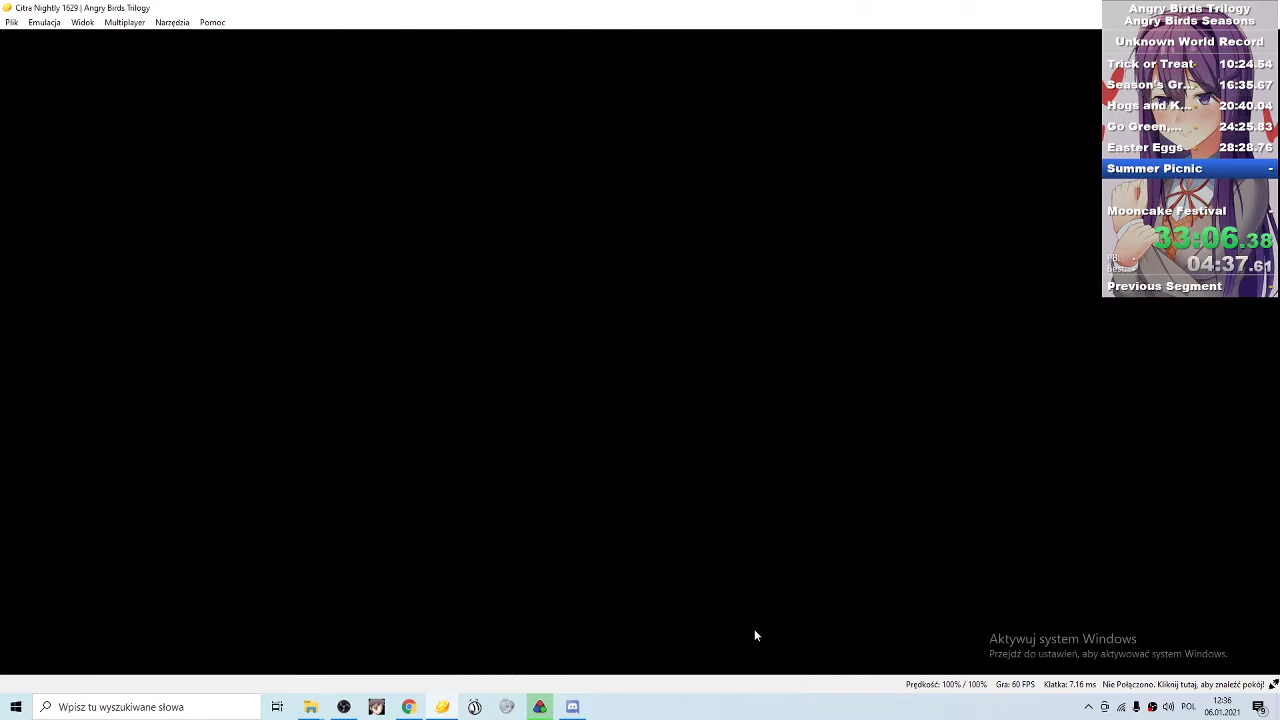 Citra Nightly 1629 | Angry Birds Trilogy
Plik Emulacja Widok Multiplayer Narzędzia Pomoc
Angry Birds Trilogy
Angry Birds Seasons
Unknown World Record
Trick or Treat - 10:24.54
Season's Gr... - 16:35.67
Hogs and K... - 20:40.04
Go Green,... - 24:25.83
Easter Eggs - 28:28.76
Summer Picnic -
Mooncake Festival -
33:06.38
PB: -
04:37.61
Best: -
Previous Segment -
Aktywuj system Windows
Przejdź do ustawień, aby aktywować system Windows.
Prędkość: 100% / 100% Gra: 60 FPS Klatka: 7.16 ms Nie Połączono. Kliknij tutaj, aby znaleźć pokój!
Wpisz tu wyszukiwane słowa
POL
12:36
06.01.2021